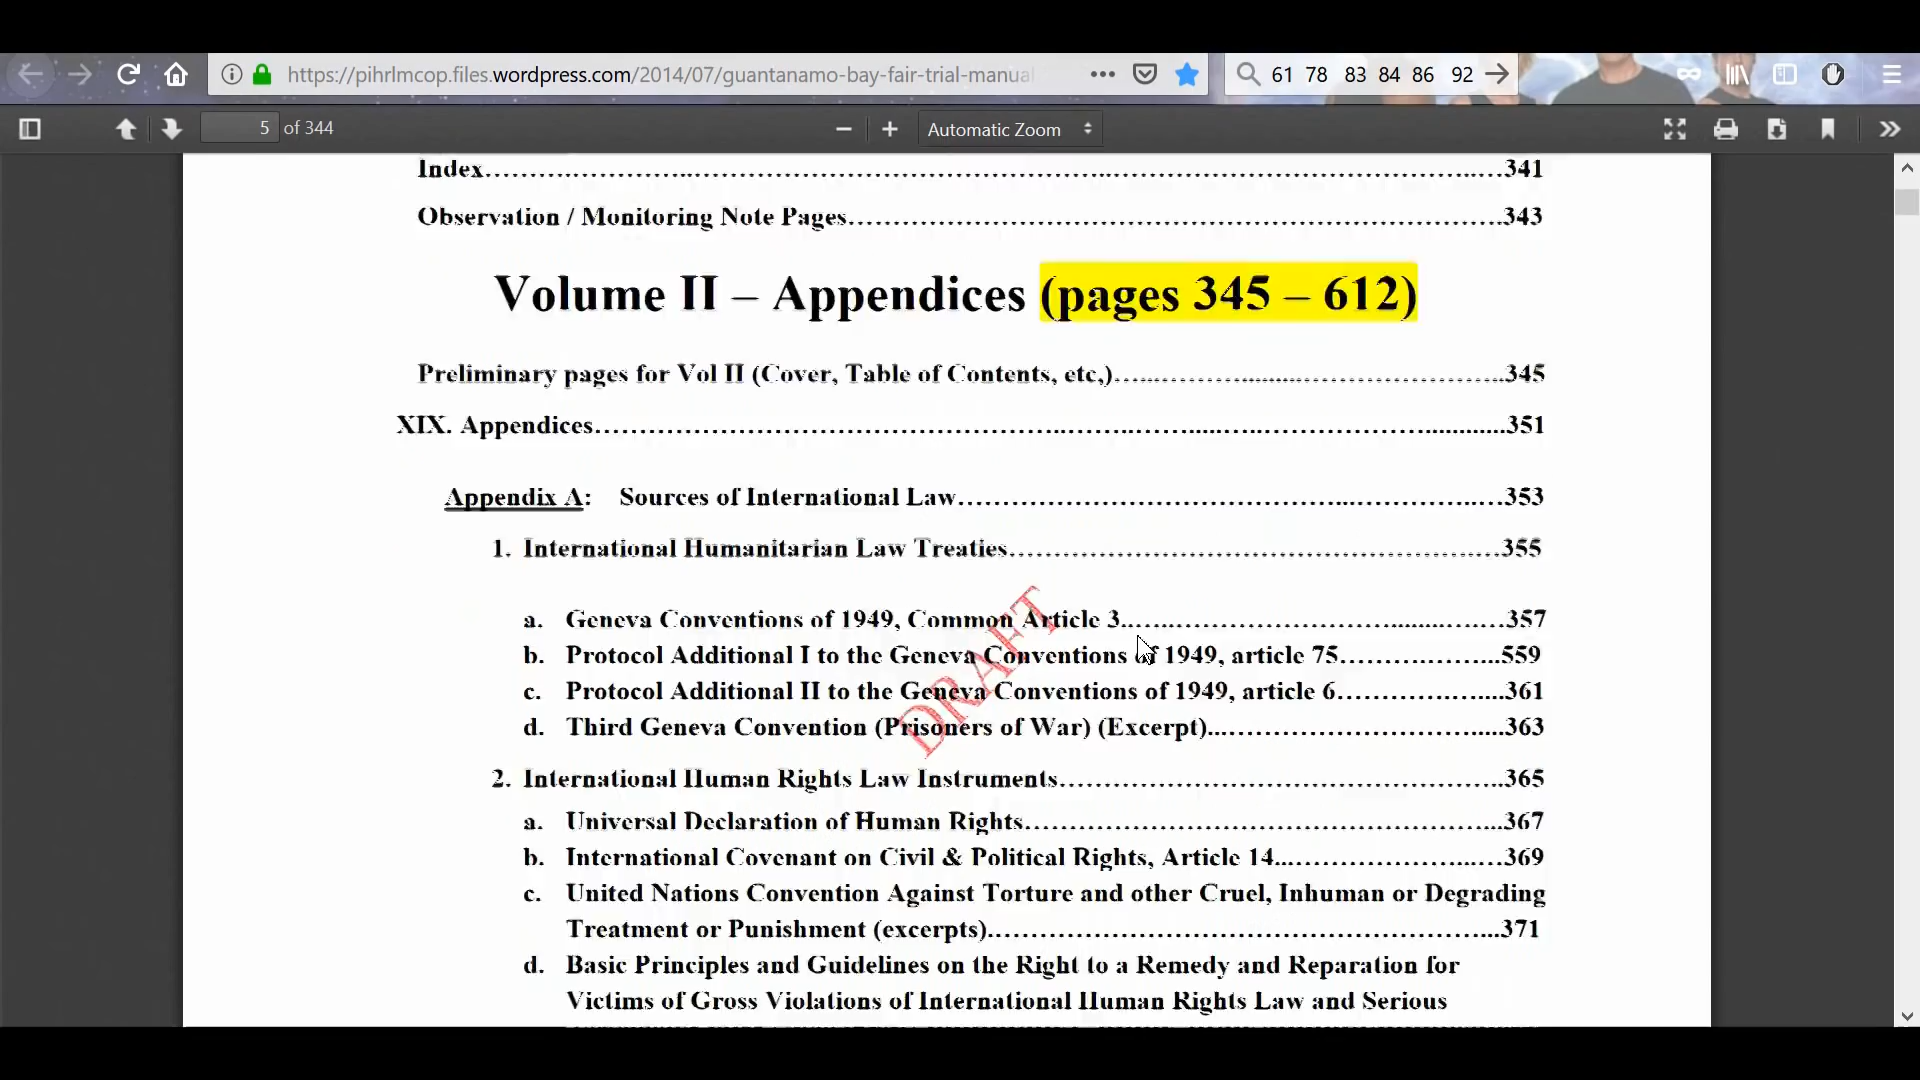 https://pihrlmcop.files.wordpress.com/2014/07/guantanamo-bay-fair-trial-manual
61 78 83 84 86 92
5 of 344
Automatic Zoom
Index....................341
Observation / Monitoring Note Pages....................343
Volume II – Appendices (pages 345 – 612)
Preliminary pages for Vol II (Cover, Table of Contents, etc,)....................345
XIX. Appendices....................351
Appendix A: Sources of International Law....................353
1. International Humanitarian Law Treaties....................355
a. Geneva Conventions of 1949, Common Article 3....................357
b. Protocol Additional I to the Geneva Conventions of 1949, article 75....................559
c. Protocol Additional II to the Geneva Conventions of 1949, article 6....................361
d. Third Geneva Convention (Prisoners of War) (Excerpt)....................363
DRAFT
2. International Human Rights Law Instruments....................365
a. Universal Declaration of Human Rights....................367
b. International Covenant on Civil & Political Rights, Article 14....................369
c. United Nations Convention Against Torture and other Cruel, Inhuman or Degrading
Treatment or Punishment (excerpts)....................371
d. Basic Principles and Guidelines on the Right to a Remedy and Reparation for
Victims of Gross Violations of International Human Rights Law and Serious